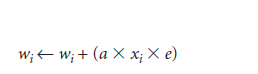 wᵢ ← wᵢ + (a × xᵢ × e)